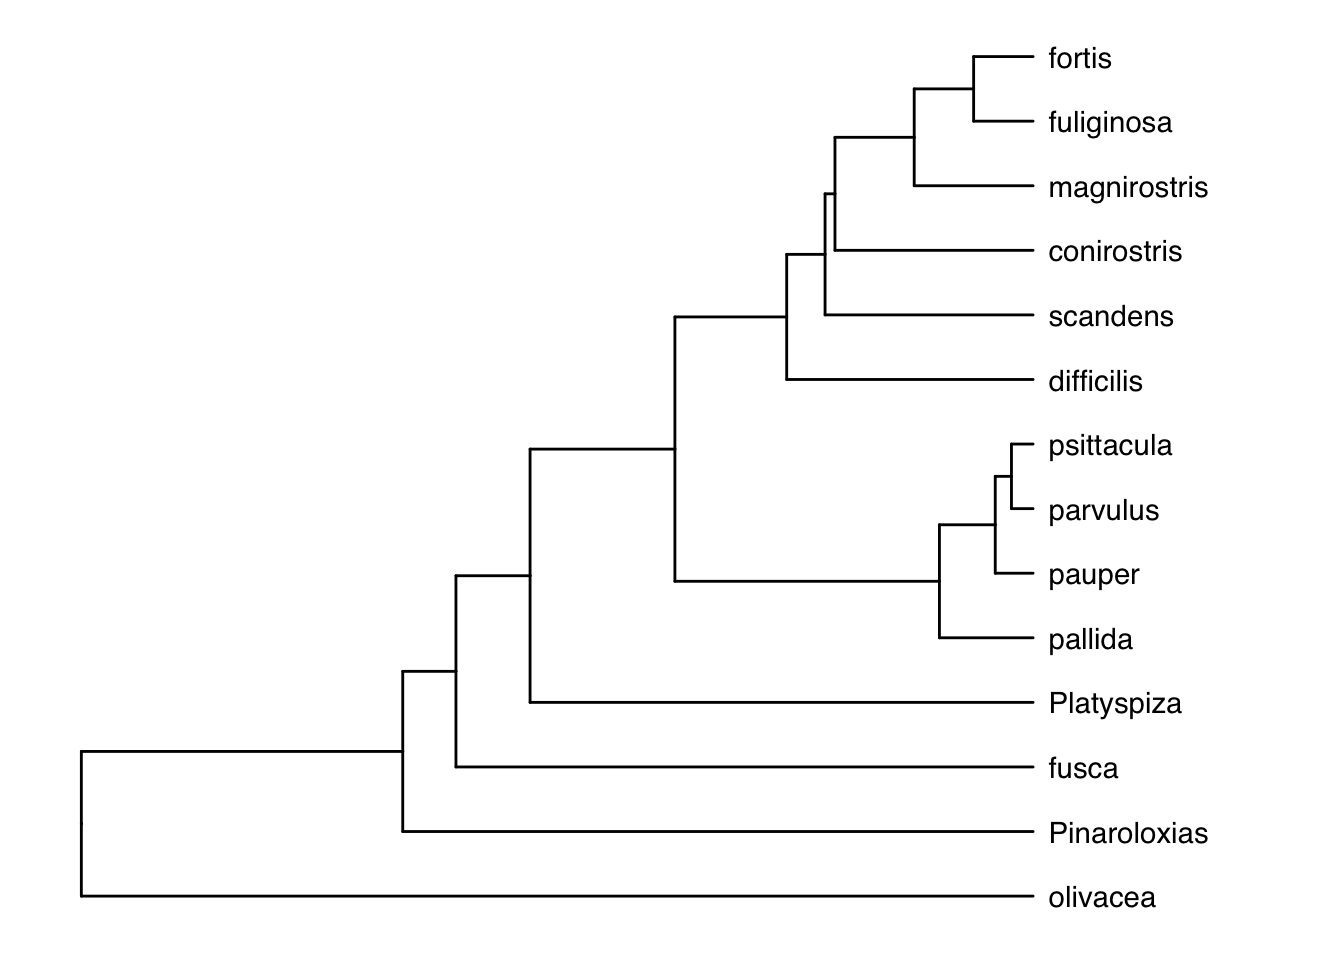 fortis
fuliginosa
magnirostris
conirostris
scandens
difficilis
psittacula
parvulus
pauper
pallida
Platyspiza
fusca
Pinaroloxias
olivacea